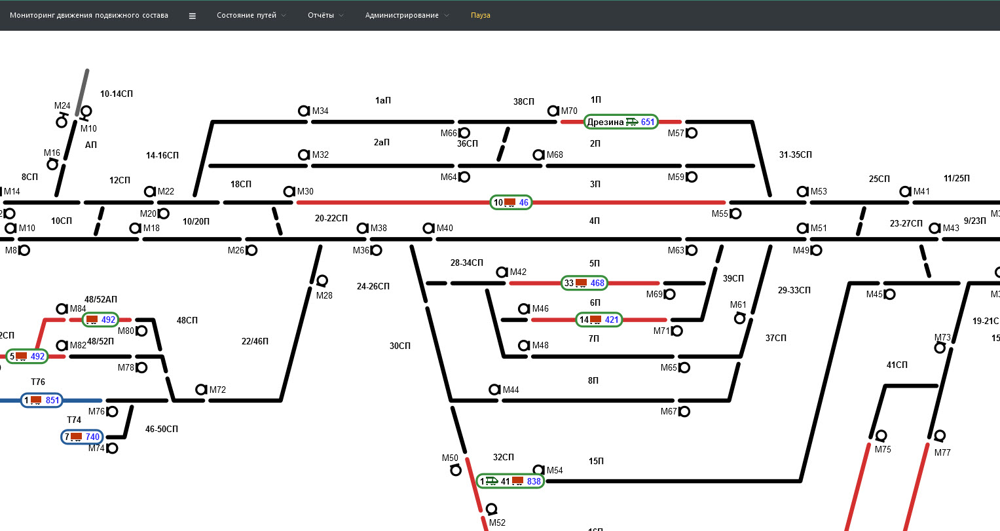 Мониторинг движения подвижного состава Состояние путей Отчёты Администрирование Пауза
10-14СП
1аП
38СП
1П
М24
М34
М70
Дрезина 651
М10
М66
М57
АП
2аП
36СП
2П
М16
14-16СП
М32
М68
31-35СП
8СП
12СП
18СП
М64
М59
3П
25СП
11/25П
М14
М22
М30
10 46
М53
М41
М20
М55
10СП
10/20П
20-22СП
4П
23-27СП
9/23П
М10
М18
М38
М40
М51
М43
М8
М26
М36
М63
М49
28-34СП
5П
М42
39СП
М28
24-26СП
33 468
М69
29-33СП
М45
48/52АП
6П
М84
492
48СП
М46
14 421
М61
М80
М71
М82
48/52П
22/46П
30СП
М48
7П
37СП
М73
5 492
М78
М65
41СП
Т76
8П
1 851
М72
М44
М76
М67
Т74
46-50СП
7 740
М74
М75
М77
М50
32СП
15П
М54
1 41 838
М52